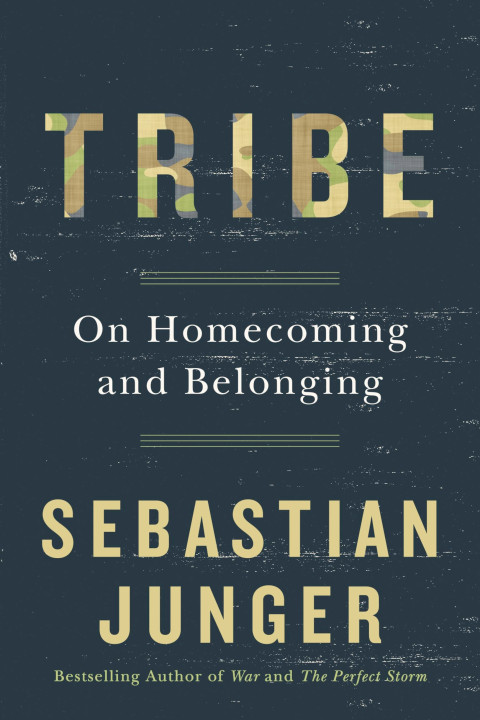 TRIBE
On Homecoming
and Belonging
SEBASTIAN
JUNGER
Bestselling Author of War and The Perfect Storm